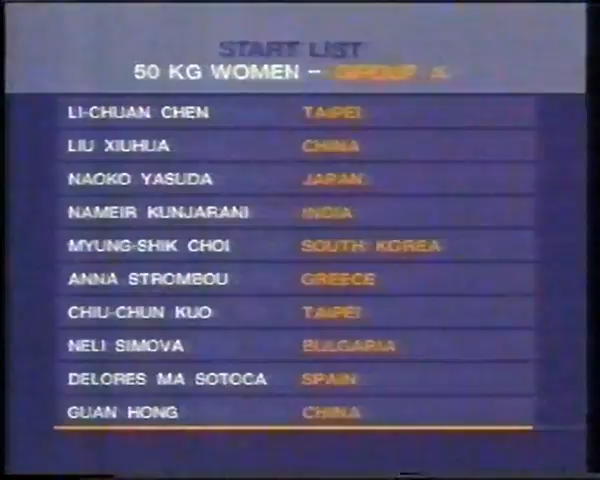 START LIST
50 KG WOMEN - GROUP A
LI-CHUAN CHEN TAIPEI
LIU XIUHUA CHINA
NAOKO YASUDA JAPAN
NAMEIR KUNJARANI INDIA
MYUNG-SHIK CHOI SOUTH KOREA
ANNA STROMBOU GREECE
CHIU-CHUN KUO TAIPEI
NELI SIMOVA BULGARIA
DELORES MA SOTOCA SPAIN
GUAN HONG CHINA